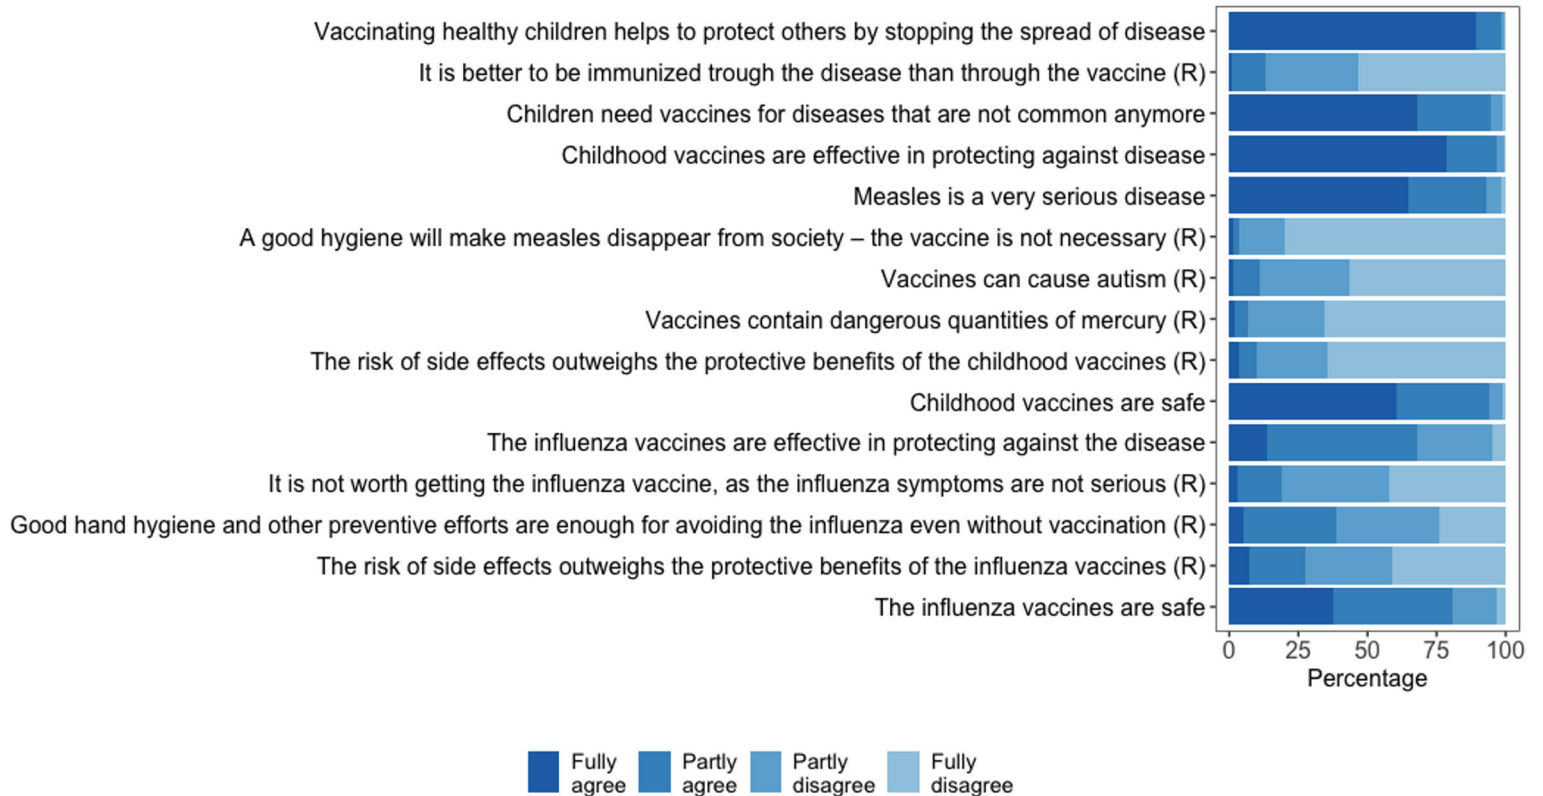 Vaccinating healthy children helps to protect others by stopping the spread of disease
It is better to be immunized trough the disease than through the vaccine (R)
Children need vaccines for diseases that are not common anymore
Childhood vaccines are effective in protecting against disease
Measles is a very serious disease
A good hygiene will make measles disappear from society – the vaccine is not necessary (R)
Vaccines can cause autism (R)
Vaccines contain dangerous quantities of mercury (R)
The risk of side effects outweighs the protective benefits of the childhood vaccines (R)
Childhood vaccines are safe
The influenza vaccines are effective in protecting against the disease
It is not worth getting the influenza vaccine, as the influenza symptoms are not serious (R)
Good hand hygiene and other preventive efforts are enough for avoiding the influenza even without vaccination (R)
The risk of side effects outweighs the protective benefits of the influenza vaccines (R)
The influenza vaccines are safe
0 25 50 75 100
Percentage
Fully agree
Partly agree
Partly disagree
Fully disagree